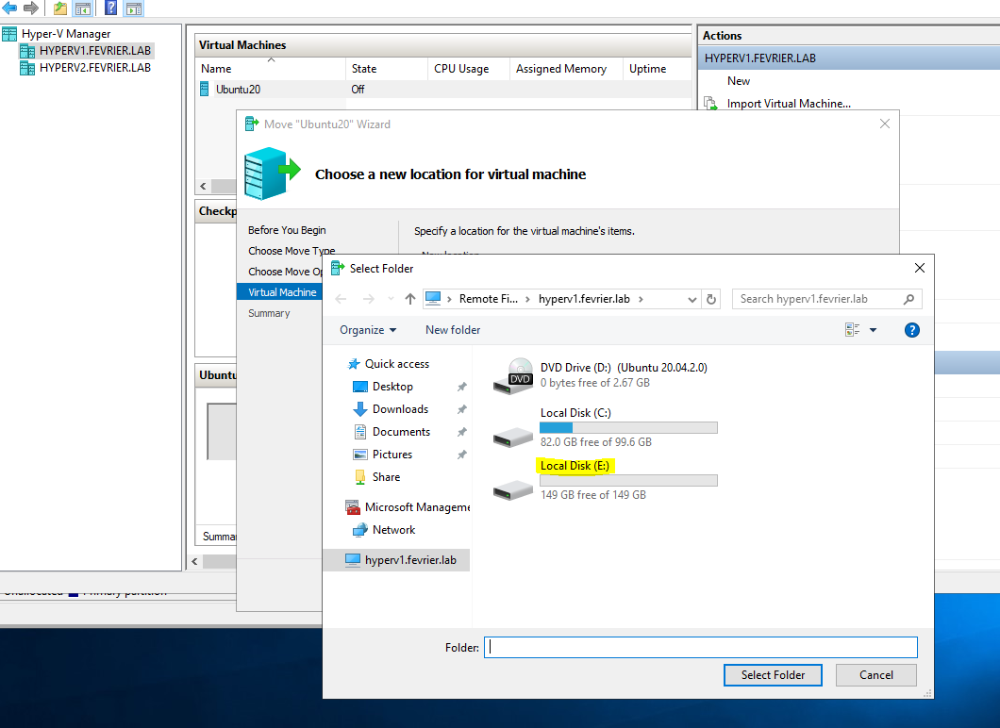 Hyper-V Manager
HYPERV1.FEVRIER.LAB
HYPERV2.FEVRIER.LAB
Virtual Machines
Name State CPU Usage Assigned Memory Uptime
Ubuntu20 Off
Actions
HYPERV1.FEVRIER.LAB
New
Import Virtual Machine...
Checkp
Ubuntu
Summar
Primary partition
Move "Ubuntu20" Wizard
Choose a new location for virtual machine
Before You Begin
Choose Move Type
Choose Move Op
Virtual Machine
Summary
Specify a location for the virtual machine's items.
Select Folder
Remote Fi... hyperv1.fevrier.lab
Search hyperv1.fevrier.lab
Organize New folder
Quick access
Desktop
Downloads
Documents
Pictures
Share
Microsoft Manageme
Network
hyperv1.fevrier.lab
DVD
DVD Drive (D:) (Ubuntu 20.04.2.0)
0 bytes free of 2.67 GB
Local Disk (C:)
82.0 GB free of 99.6 GB
Local Disk (E:)
149 GB free of 149 GB
Folder:
Select Folder Cancel